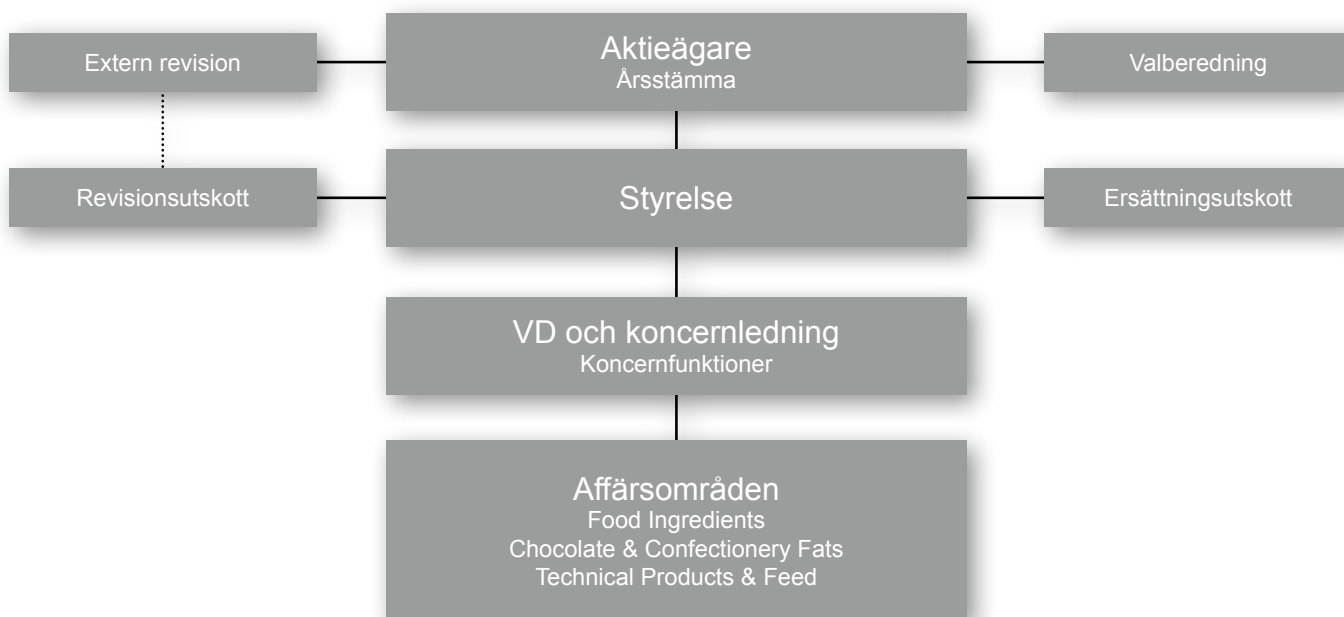 Extern revision
Aktieägare
Årsstämma
Valberedning
Revisionsutskott
Styrelse
Ersättningsutskott
VD och koncernledning
Koncernfunktioner
Affärsområden
Food Ingredients
Chocolate & Confectionery Fats
Technical Products & Feed